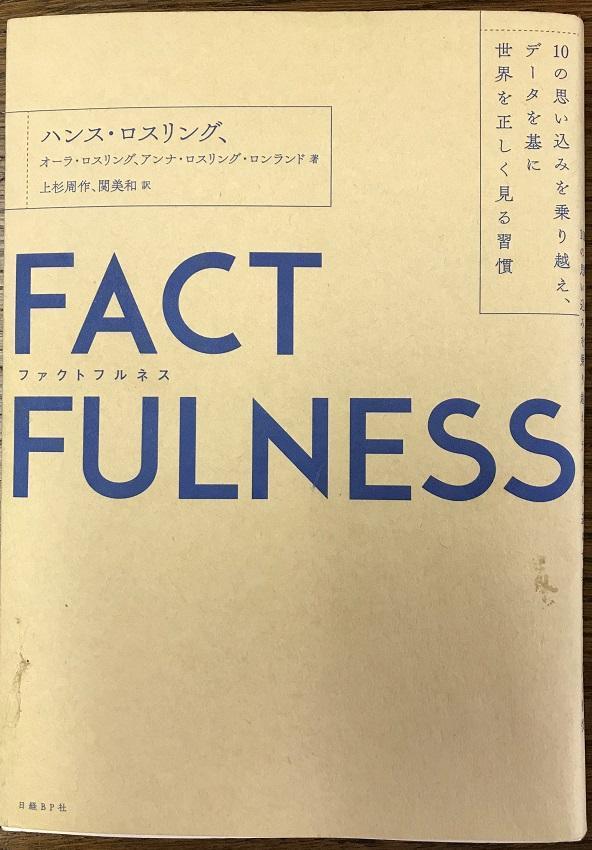 10の思い込みを乗り越え、
データを基に
世界を正しく見る習慣
ハンス・ロスリング、
オーラ・ロスリング、アンナ・ロスリング・ロンランド 著
上杉周作、関美和 訳
FACT
ファクトフルネス
FULNESS
日経BP社